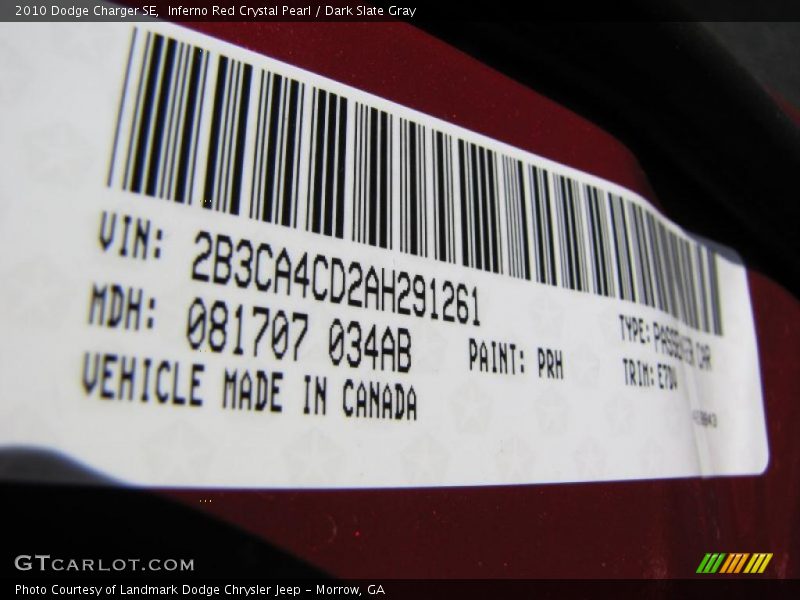 2010 Dodge Charger SE, Inferno Red Crystal Pearl / Dark Slate Gray
VIN: 2B3CA4CD2AH291261
MDH: 081707 034AB
PAINT: PRH
TYPE: PASSENGER CAR
TRIM: E7DV
VEHICLE MADE IN CANADA
GTCARLOT.COM
Photo Courtesy of Landmark Dodge Chrysler Jeep - Morrow, GA